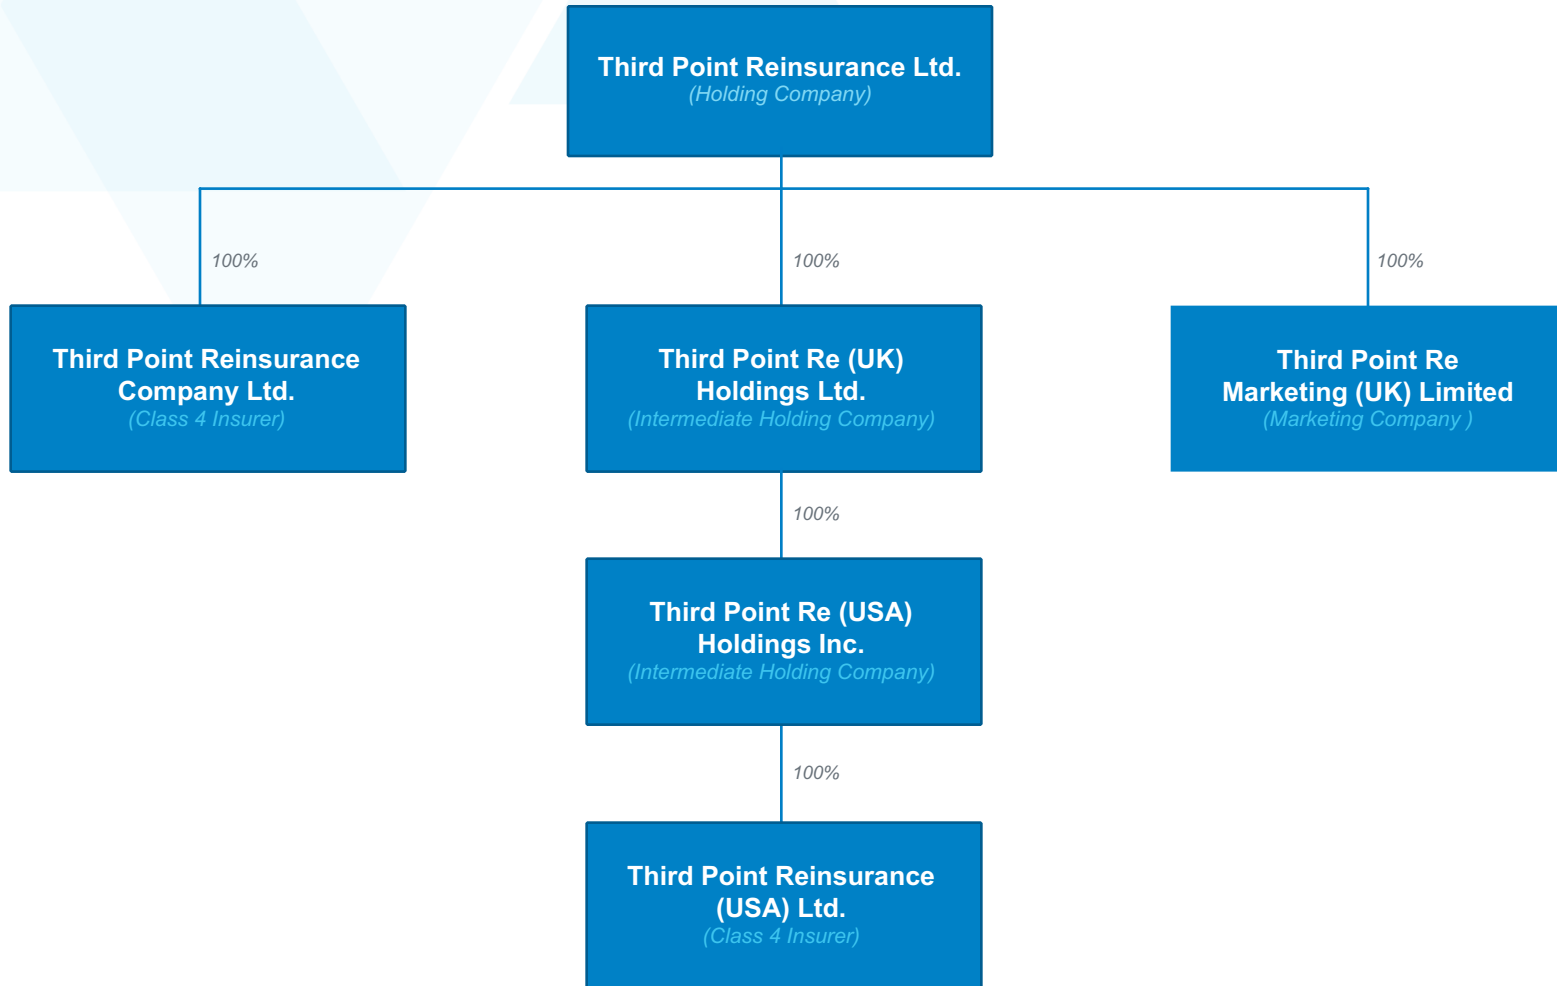 Third Point Reinsurance Ltd.
(Holding Company)
100%
100%
100%
Third Point Reinsurance
Company Ltd.
(Class 4 Insurer)
Third Point Re (UK)
Holdings Ltd.
(Intermediate Holding Company)
Third Point Re
Marketing (UK) Limited
(Marketing Company )
100%
Third Point Re (USA)
Holdings Inc.
(Intermediate Holding Company)
100%
Third Point Reinsurance
(USA) Ltd.
(Class 4 Insurer)